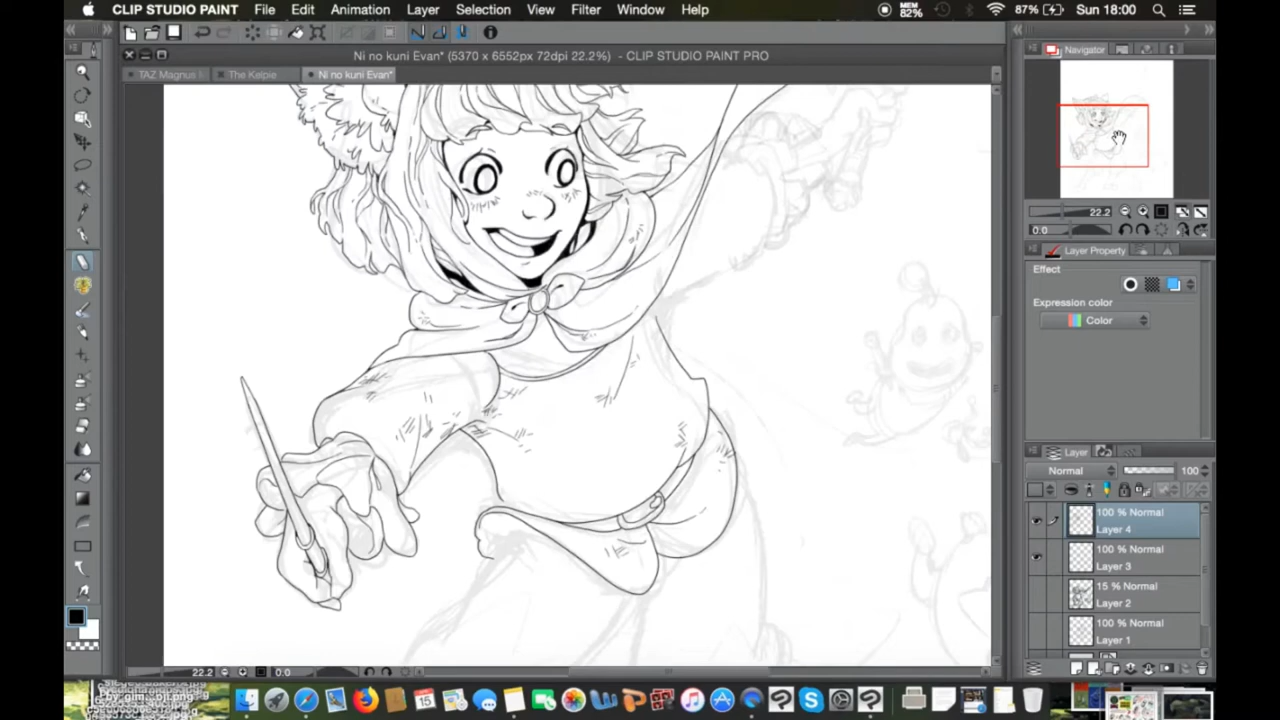 CLIP STUDIO PAINT File Edit Animation Layer Selection View Filter Window Help MEM 82% 87% Sun 18:00
Ni no kuni Evan* (5370 x 6552px 72dpi 22.2%) - CLIP STUDIO PAINT PRO
TAZ Magnus The Kelpie Ni no kuni Evan*
Navigator
22.2
0.0
Layer Property
Effect
Expression color
Color
Layer
Normal 100
100 % Normal
Layer 4
100 % Normal
Layer 3
15 % Normal
Layer 2
100 % Normal
Layer 1
22.2 0.0
15